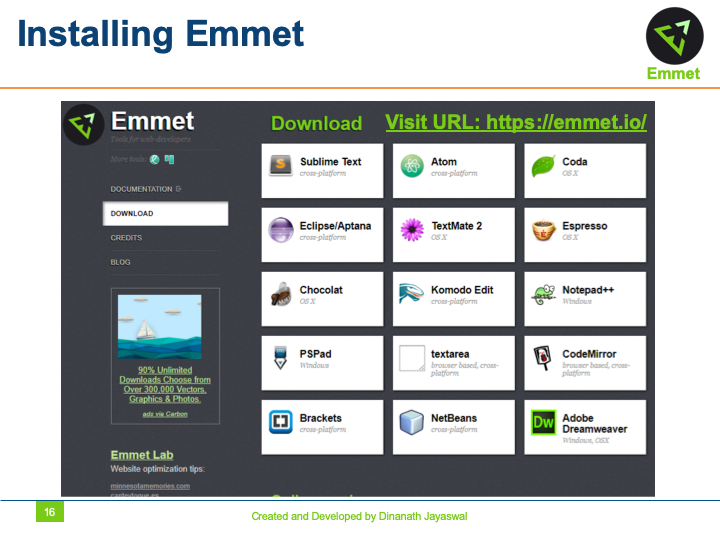 Installing Emmet
Emmet
Emmet
Tools for web-developers
More tools:
DOCUMENTATION
DOWNLOAD
CREDITS
BLOG
90% Unlimited
Downloads Choose from
Over 300,000 Vectors,
Graphics & Photos.
ads via Carbon
Emmet Lab
Website optimization tips:
minnesotamemories.com
Download
Visit URL: https://emmet.io/
Sublime Text
cross-platform
Atom
cross-platform
Coda
OS X
Eclipse/Aptana
cross-platform
TextMate 2
OS X
Espresso
OS X
Chocolat
OS X
Komodo Edit
cross-platform
Notepad++
Windows
PSPad
Windows
textarea
browser based, cross-
platform
CodeMirror
browser based, cross-
platform
Brackets
cross-platform
NetBeans
cross-platform
Dw
Adobe
Dreamweaver
Windows, OSX
16
Created and Developed by Dinanath Jayaswal